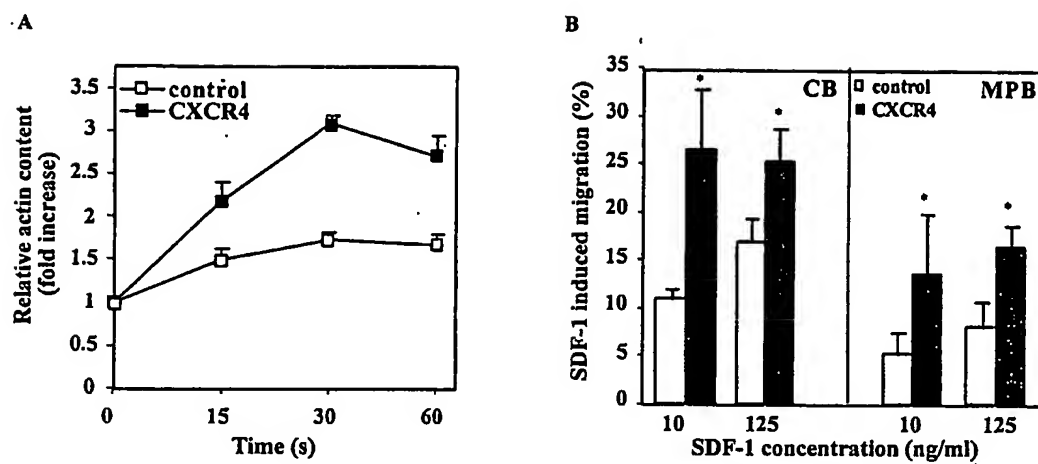 A
Relative actin content
(fold increase)
3.5
3
2.5
2
1.5
1
0.5
0
control
CXCR4
0 15 30 60
Time (s)
B
SDF-1 induced migration (%)
35
30
25
20
15
10
5
0
* CB
*
control MPB
CXCR4
* *
10 125 10 125
SDF-1 concentration (ng/ml)